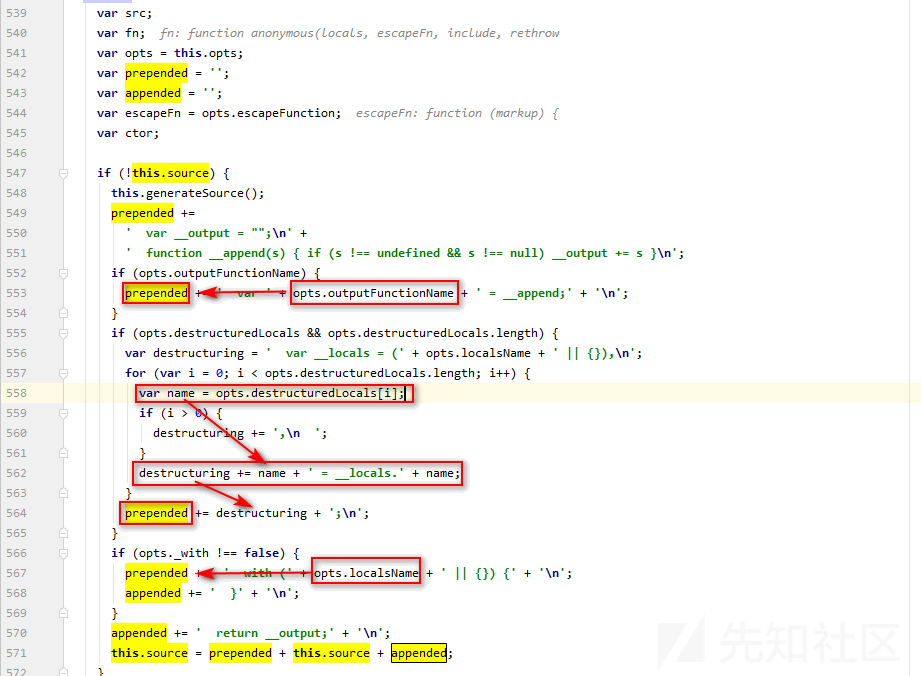 539 var src;
540 var fn; fn: function anonymous(locals, escapeFn, include, rethrow
541 var opts = this.opts;
542 var prepended = '';
543 var appended = '';
544 var escapeFn = opts.escapeFunction; escapeFn: function (markup) {
545 var ctor;
546
547 if (!this.source) {
548 this.generateSource();
549 prepended +=
550 '  var __output = "";\n' +
551 '  function __append(s) { if (s !== undefined && s !== null) __output += s }\n';
552 if (opts.outputFunctionName) {
553 prepended += '  var ' + opts.outputFunctionName + ' = __append;' + '\n';
554 }
555 if (opts.destructuredLocals && opts.destructuredLocals.length) {
556 var destructuring = '  var __locals = (' + opts.localsName + ' || {}),\n';
557 for (var i = 0; i < opts.destructuredLocals.length; i++) {
558 var name = opts.destructuredLocals[i];
559 if (i > 0) {
560 destructuring += ',\n  ';
561 }
562 destructuring += name + ' = __locals.' + name;
563 }
564 prepended += destructuring + ';\n';
565 }
566 if (opts._with !== false) {
567 prepended += '  with (' + opts.localsName + ' || {}) {' + '\n';
568 appended += '  }' + '\n';
569 }
570 appended += '  return __output;' + '\n';
571 this.source = prepended + this.source + appended;
572 }
先知社区